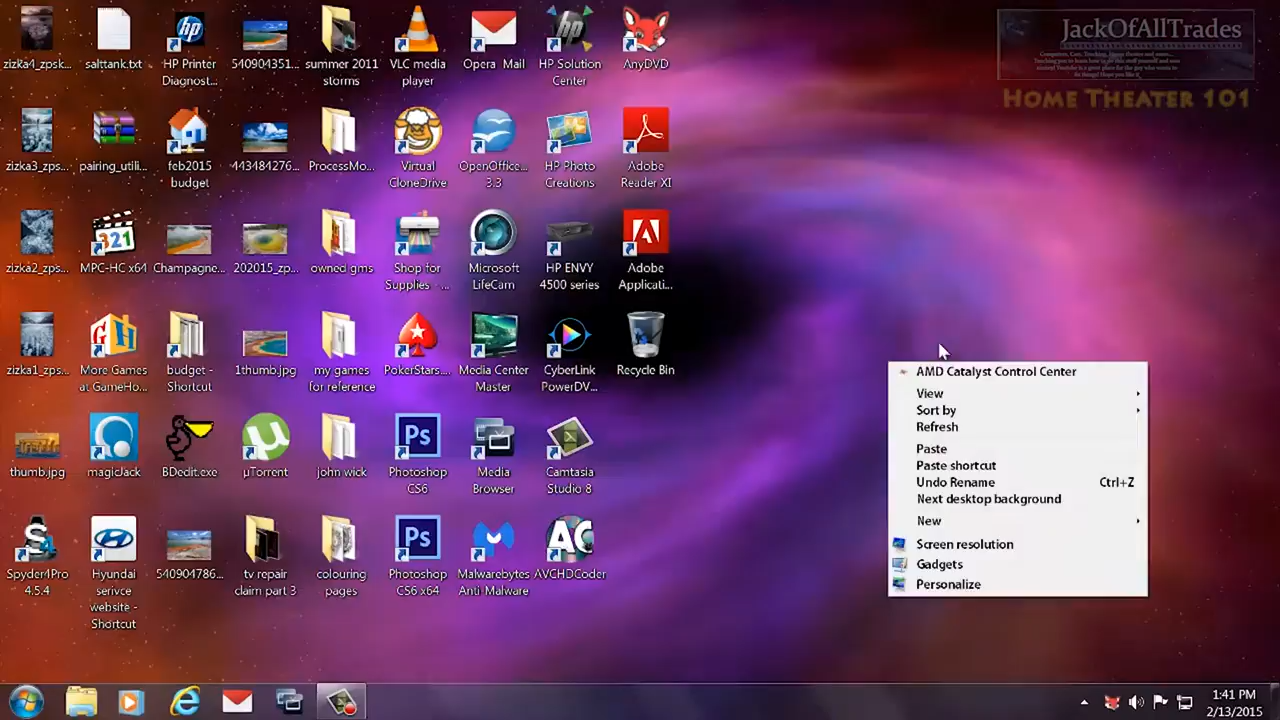 JackOfAllTrades
HOME THEATER 101
zizka4_zpsk...
salttank.txt
HP Printer
Diagnost...
540904351...
summer 2011
storms
VLC media
player
Opera Mail
HP Solution
Center
AnyDVD
zizka3_zps...
pairing_utili...
feb2015
budget
443484276...
ProcessMo...
Virtual
CloneDrive
OpenOffice...
3.3
HP Photo
Creations
Adobe
Reader XI
zizka2_zps...
321
MPC-HC x64
Champagne...
202015_zp...
owned gms
Shop for
Supplies - ...
Microsoft
LifeCam
HP ENVY
4500 series
Adobe
Applicati...
zizka1_zps...
GH
More Games
at GameHo...
budget -
Shortcut
1thumb.jpg
my games
for reference
PokerStars....
Media Center
Master
CyberLink
PowerDV...
Recycle Bin
thumb.jpg
magicJack
BDedit.exe
µTorrent
john wick
Ps
Photoshop
CS6
Media
Browser
Camtasia
Studio 8
S4
Spyder4Pro
4.5.4
Hyundai
serivce
website -
Shortcut
540904786...
tv repair
claim part 3
colouring
pages
Ps
Photoshop
CS6 x64
Malwarebytes
Anti-Malware
AC
AVCHDCoder
AMD Catalyst Control Center
View
Sort by
Refresh
Paste
Paste shortcut
Undo Rename Ctrl+Z
Next desktop background
New
Screen resolution
Gadgets
Personalize
1:41 PM
2/13/2015